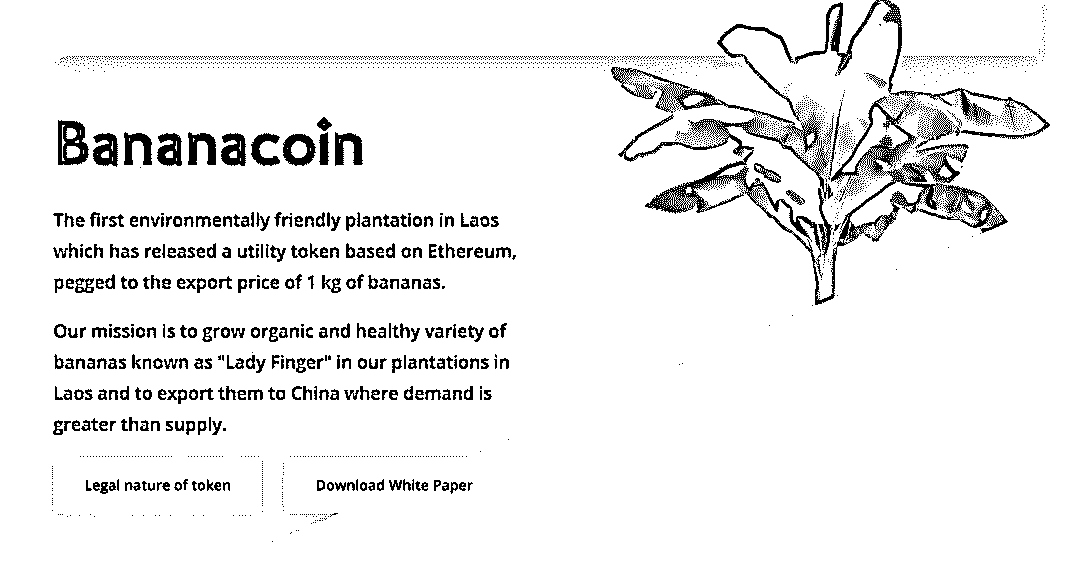 Bananacoin
The first environmentally friendly plantation in Laos
which has released a utility token based on Ethereum,
pegged to the export price of 1 kg of bananas.
Our mission is to grow organic and healthy variety of
bananas known as "Lady Finger" in our plantations in
Laos and to export them to China where demand is
greater than supply.
Legal nature of token
Download White Paper